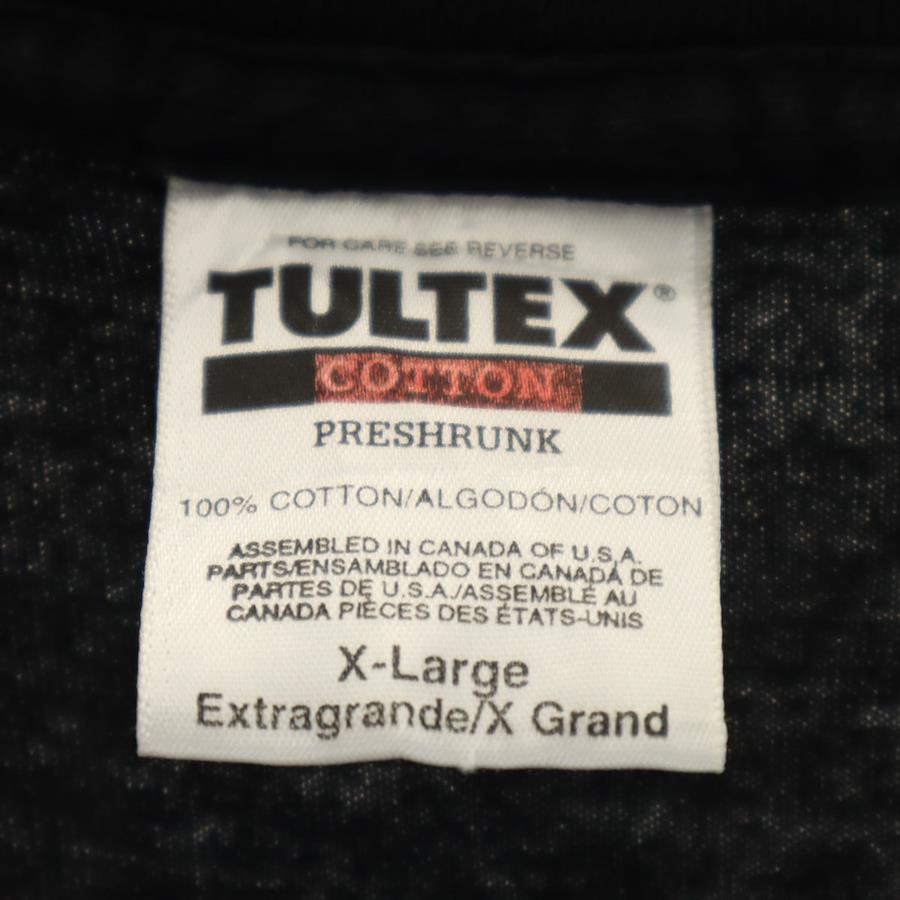 FOR CARE SEE REVERSE
TULTEX®
COTTON
PRESHRUNK
100% COTTON/ALGODÓN/COTON
ASSEMBLED IN CANADA OF U.S.A.
PARTS/ENSAMBLADO EN CANADÁ DE
PARTES DE U.S.A./ASSEMBLÉ AU
CANADA PIÈCES DES ÉTATS-UNIS
X-Large
Extragrande/X Grand